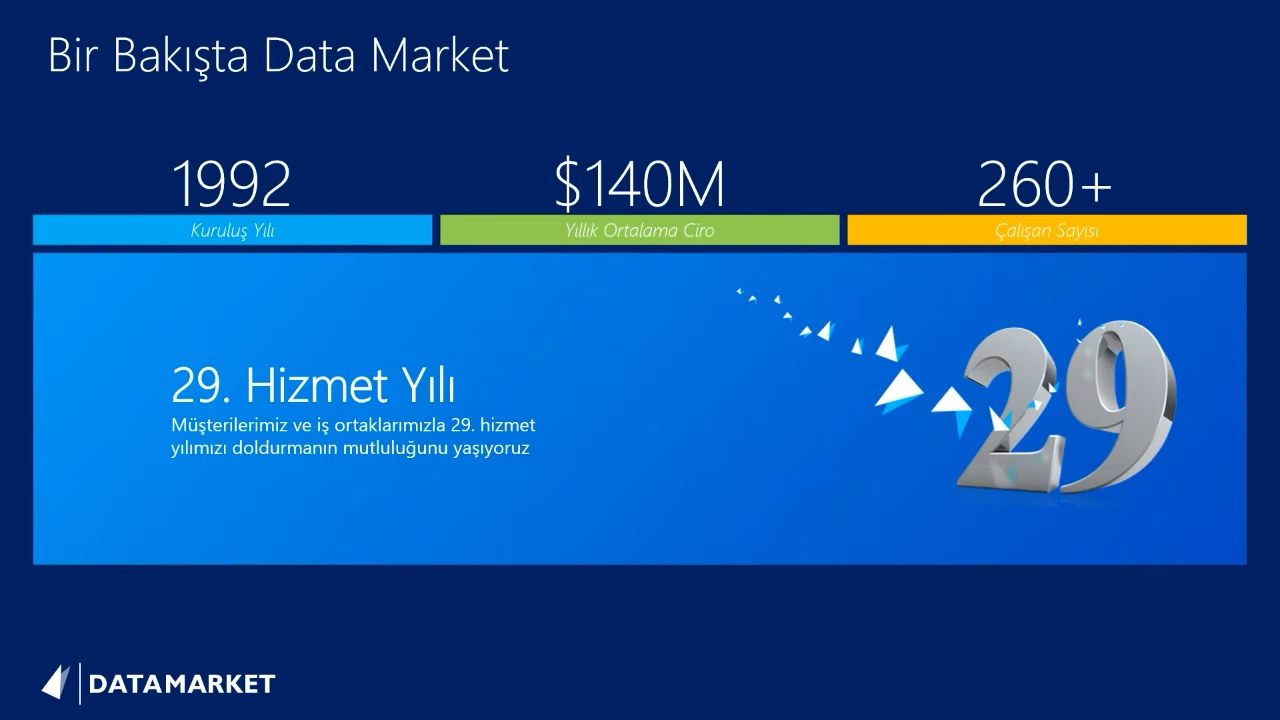 Bir Bakışta Data Market
1992
Kuruluş Yılı
$140M
Yıllık Ortalama Ciro
260+
Çalışan Sayısı
29. Hizmet Yılı
Müşterilerimiz ve iş ortaklarımızla 29. hizmet
yılımızı doldurmanın mutluluğunu yaşıyoruz
29
DATAMARKET